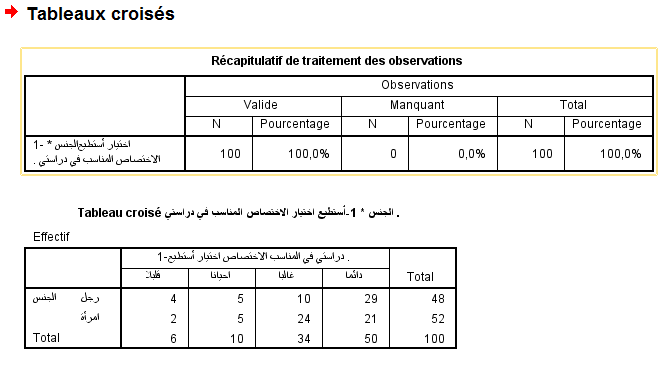 Tableaux croisés
Récapitulatif de traitement des observations
Observations
Valide Manquant Total
N Pourcentage N Pourcentage N Pourcentage
اختيار أستطيعالجنس * -1
الاختصاص المناسب في دراستي . 100 100,0% 0 0,0% 100 100,0%
Tableau croisé الجنس * 1-أستطيع اختيار الاختصاص المناسب في دراستي .
Effectif
دراستي في المناسب الاختصاص اختيار أستطيع-1 . Total
قليلا احيانا غالبا دائما
الجنس رجل 4 5 10 29 48
امرأة 2 5 24 21 52
Total 6 10 34 50 100